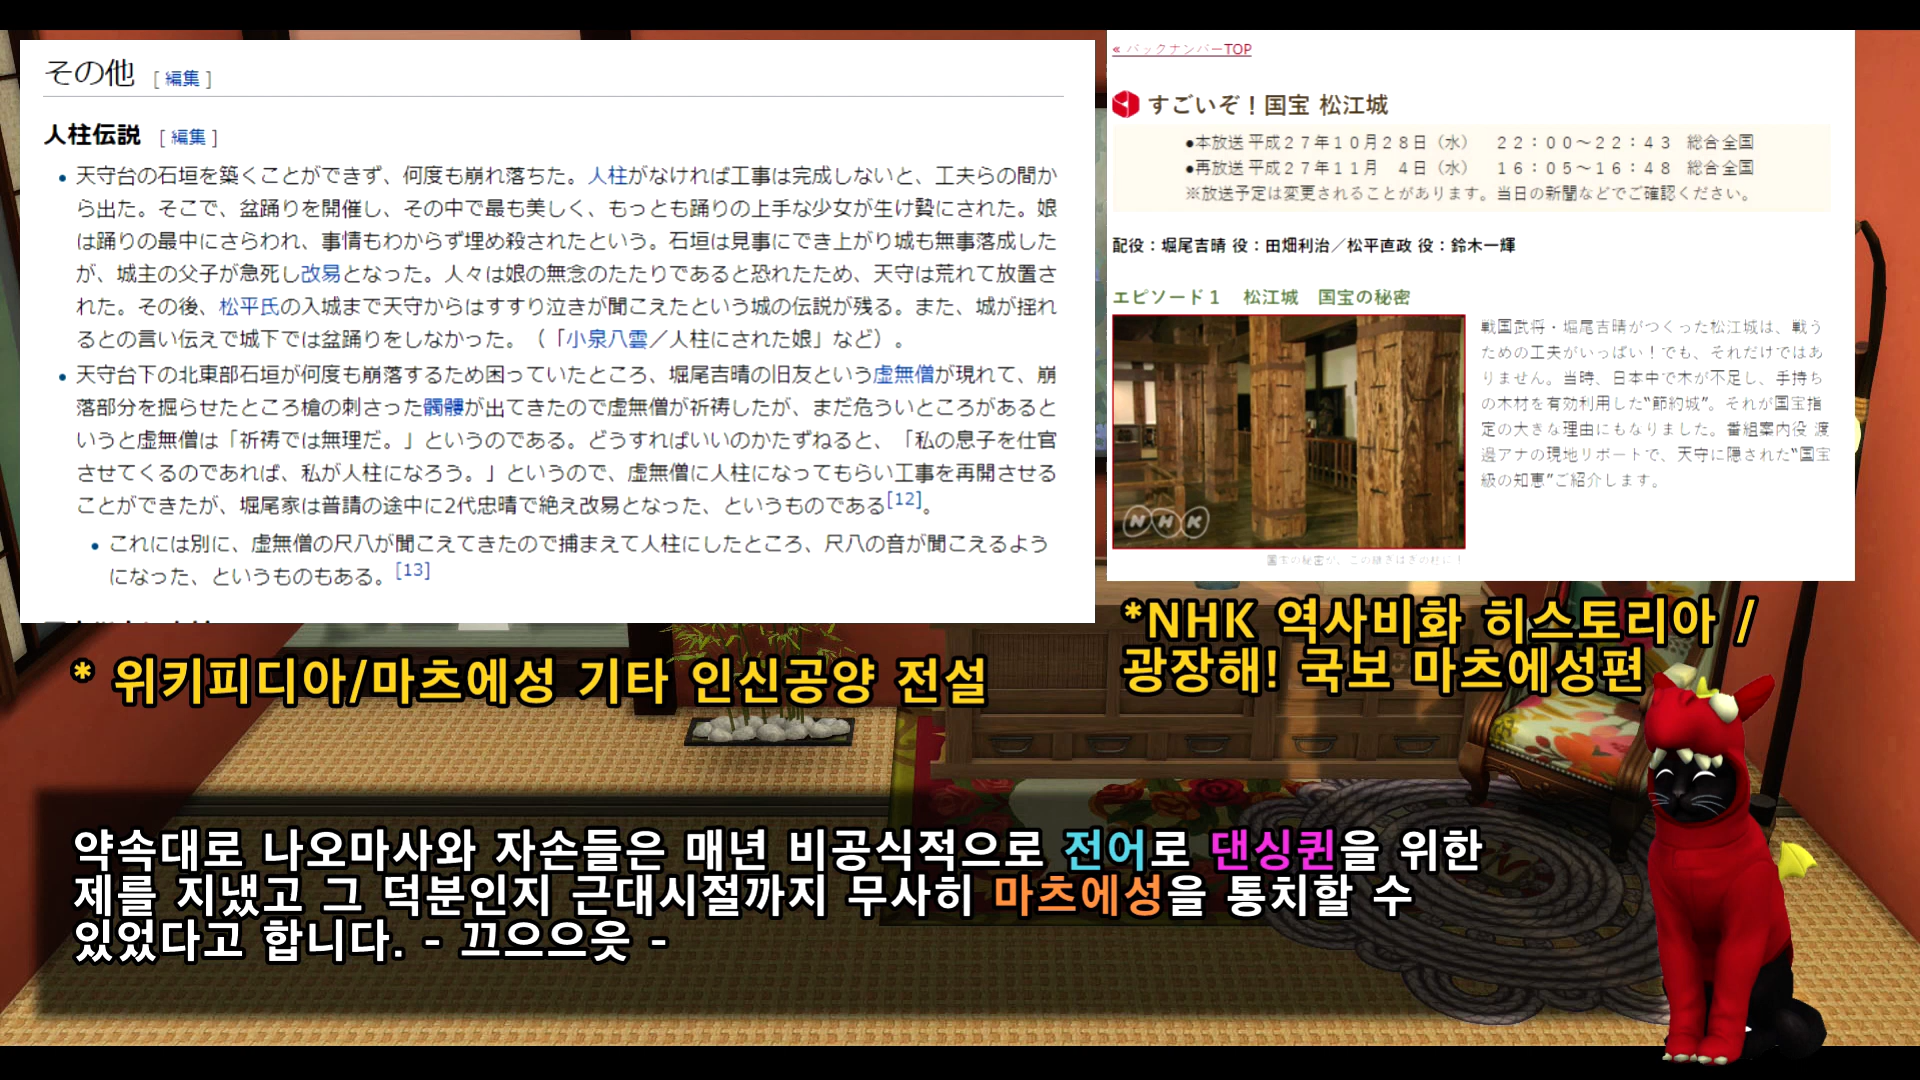 その他 [ 編集 ]
人柱伝説 [ 編集 ]
• 天守台の石垣を築くことができず、何度も崩れ落ちた。人柱がなければ工事は完成しないと、工夫らの間か
ら出た。そこで、盆踊りを開催し、その中で最も美しく、もっとも踊りの上手な少女が生け贄にされた。娘
は踊りの最中にさらわれ、事情もわからず埋め殺されたという。石垣は見事にでき上がり城も無事落成した
が、城主の父子が急死し改易となった。人々は娘の無念のたたりであると恐れたため、天守は荒れて放置さ
れた。その後、松平氏の入城まで天守からはすすり泣きが聞こえたという城の伝説が残る。また、城が揺れ
るとの言い伝えで城下では盆踊りをしなかった。（「小泉八雲／人柱にされた娘」など）。
• 天守台下の北東部石垣が何度も崩落するため困っていたところ、堀尾吉晴の旧友という虚無僧が現れて、崩
落部分を掘らせたところ槍の刺さった髑髏が出てきたので虚無僧が祈祷したが、まだ危ういところがあると
いうと虚無僧は「祈祷では無理だ。」というのである。どうすればいいのかたずねると、「私の息子を仕官
させてくるのであれば、私が人柱になろう。」というので、虚無僧に人柱になってもらい工事を再開させる
ことができたが、堀尾家は普請の途中に2代忠晴で絶え改易となった、というものである[12]。
• これには別に、虚無僧の尺八が聞こえてきたので捕まえて人柱にしたところ、尺八の音が聞こえるよう
になった、というものもある。[13]
« バックナンバーTOP
すごいぞ！国宝 松江城
●本放送 平成２７年１０月２８日（水） ２２：００～２２：４３ 総合全国
●再放送 平成２７年１１月 ４日（水） １６：０５～１６：４８ 総合全国
※放送予定は変更されることがあります。当日の新聞などでご確認ください。
配役：堀尾吉晴 役：田畑利治／松平直政 役：鈴木一輝
エピソード１ 松江城 国宝の秘密
戦国武将・堀尾吉晴がつくった松江城は、戦う
ための工夫がいっぱい！でも、それだけではあ
りません。当時、日本中で木が不足し、手持ち
の木材を有効利用した“節約城”。それが国宝指
定の大きな理由にもなりました。番組案内役 渡
邊アナの現地リポートで、天守に隠された“国宝
級の知恵”ご紹介します。
NHK
国宝の秘密が、この継ぎはぎの柱に！
* 위키피디아/마츠에성 기타 인신공양 전설
*NHK 역사비화 히스토리아 /
광장해! 국보 마츠에성편
약속대로 나오마사와 자손들은 매년 비공식적으로 전어로 댄싱퀸을 위한
제를 지냈고 그 덕분인지 근대시절까지 무사히 마츠에성을 통치할 수
있었다고 합니다. - 끄으으읏 -